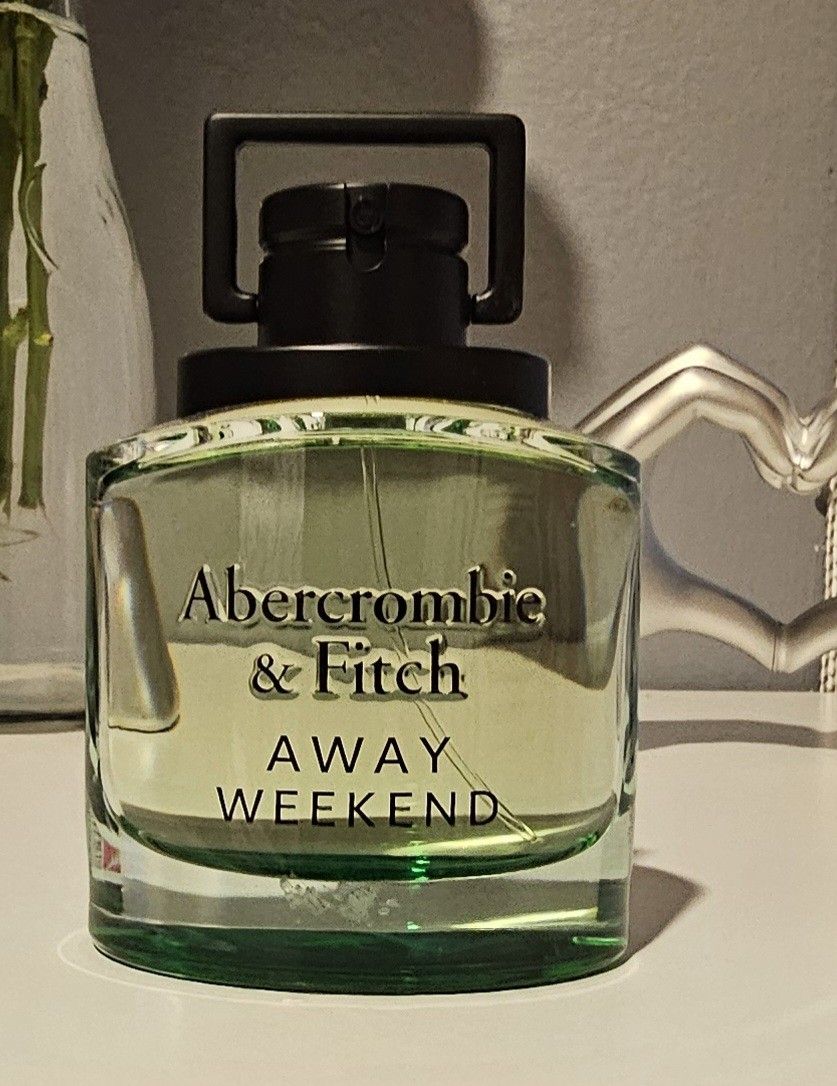 Abercrombie
& Fitch
AWAY
WEEKEND